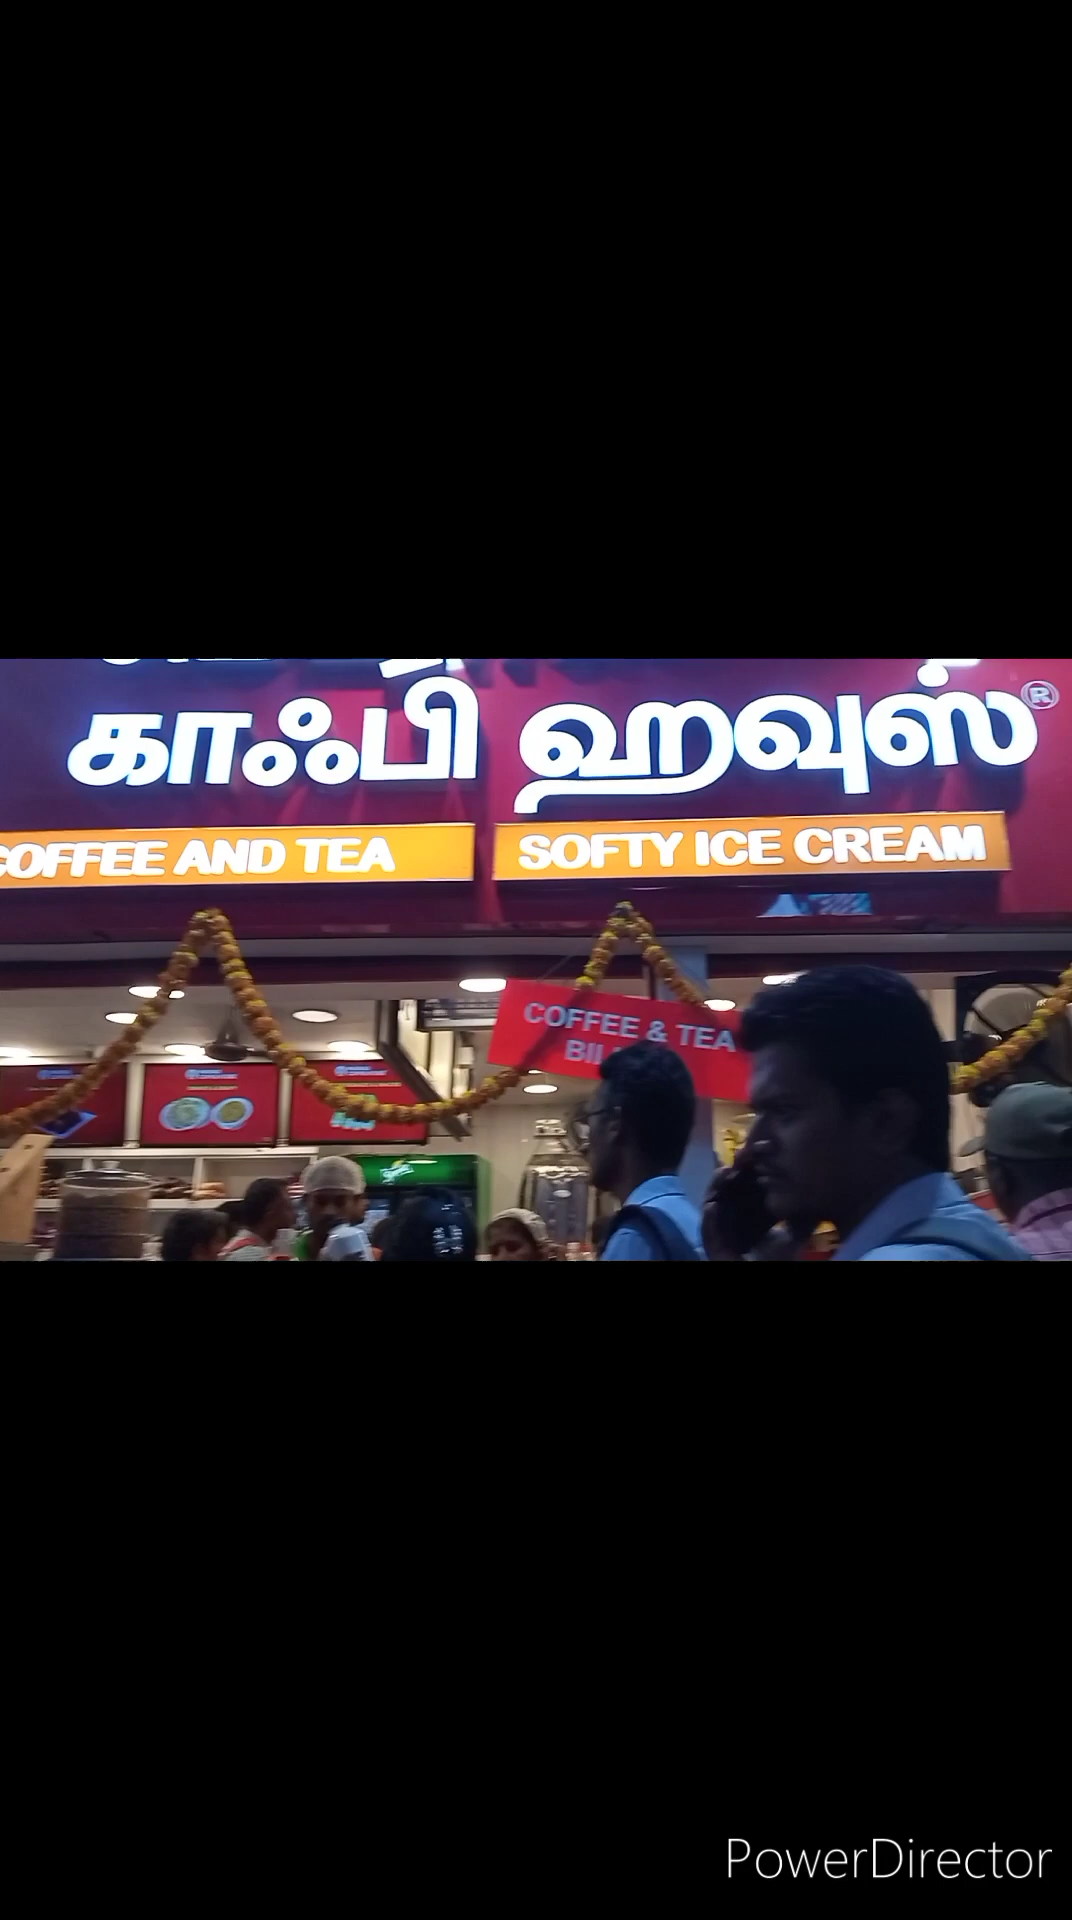 காஃபி ஹவுஸ்®
COFFEE AND TEA
SOFTY ICE CREAM
COFFEE & TEA
PowerDirector